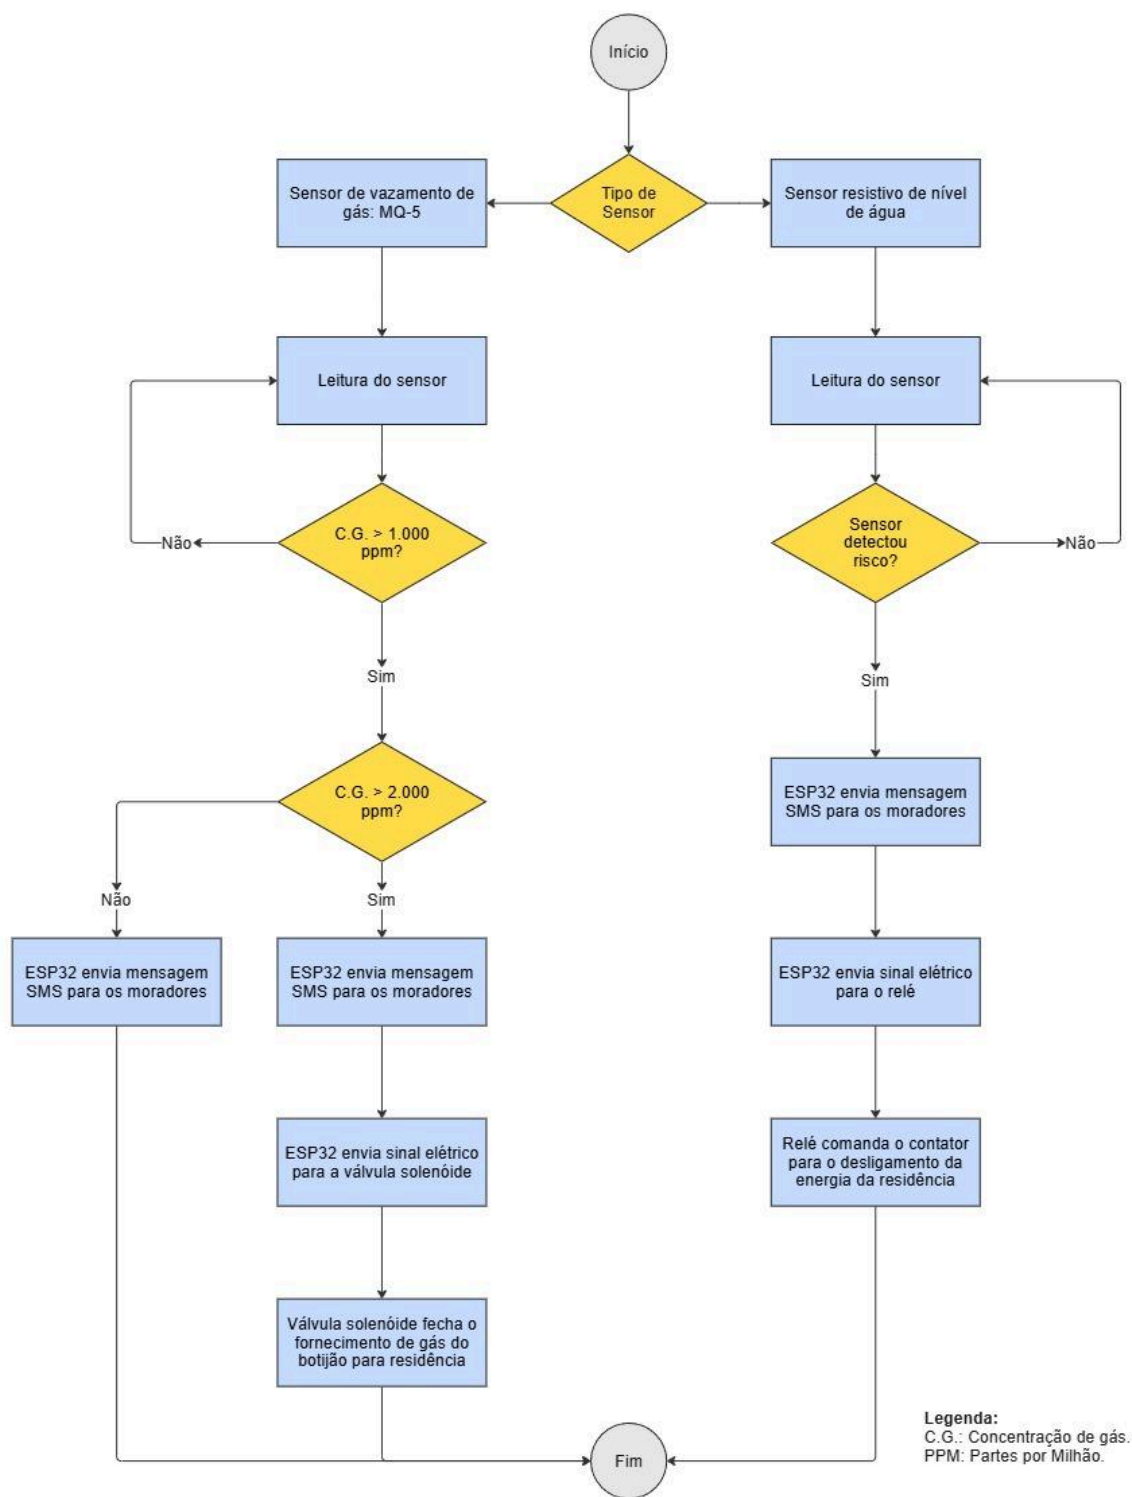 Início
Sensor de vazamento de
gás: MQ-5
Tipo de
Sensor
Sensor resistivo de nível
de água
Leitura do sensor
Leitura do sensor
C.G. > 1.000
ppm?
Não
Sensor
detectou
risco?
Não
Sim
Sim
C.G. > 2.000
ppm?
ESP32 envia mensagem
SMS para os moradores
Não
Sim
ESP32 envia mensagem
SMS para os moradores
ESP32 envia mensagem
SMS para os moradores
ESP32 envia sinal elétrico
para o relé
ESP32 envia sinal elétrico
para a válvula solenóide
Relé comanda o contator
para o desligamento da
energia da residência
Válvula solenóide fecha o
fornecimento de gás do
botijão para residência
Fim
Legenda:
C.G.: Concentração de gás.
PPM: Partes por Milhão.